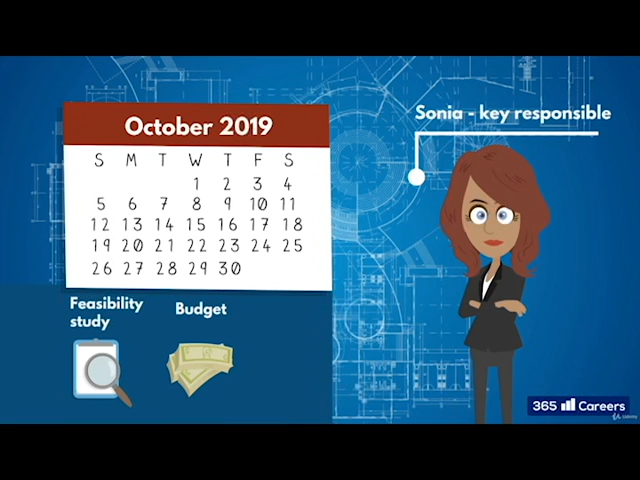 Sonia - key responsible
October 2019
S M T W T F S
1 2 3 4
5 6 7 8 9 10 11
12 13 14 15 16 17 18
19 20 21 22 23 24 25
26 27 28 29 30
Feasibility
study
Budget
365 Careers
Udemy